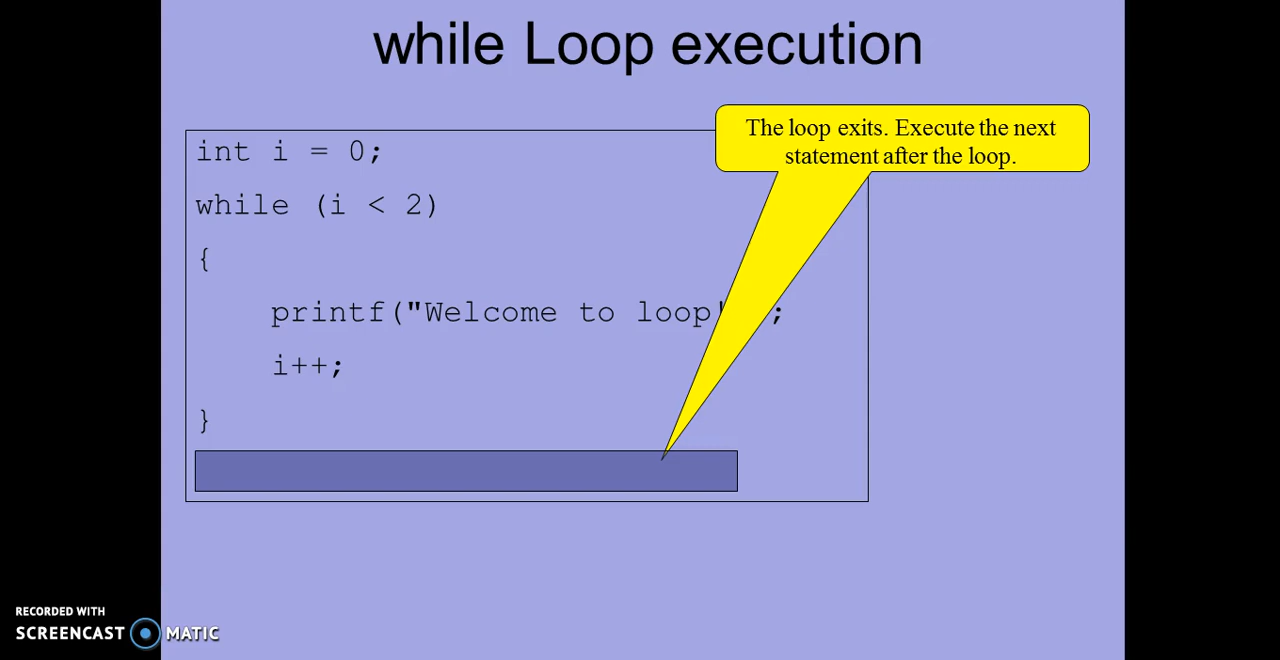 while Loop execution
The loop exits. Execute the next
statement after the loop.
int i = 0;
while (i < 2)
{
printf("Welcome to loop! ;
i++;
}
RECORDED WITH
SCREENCAST MATIC